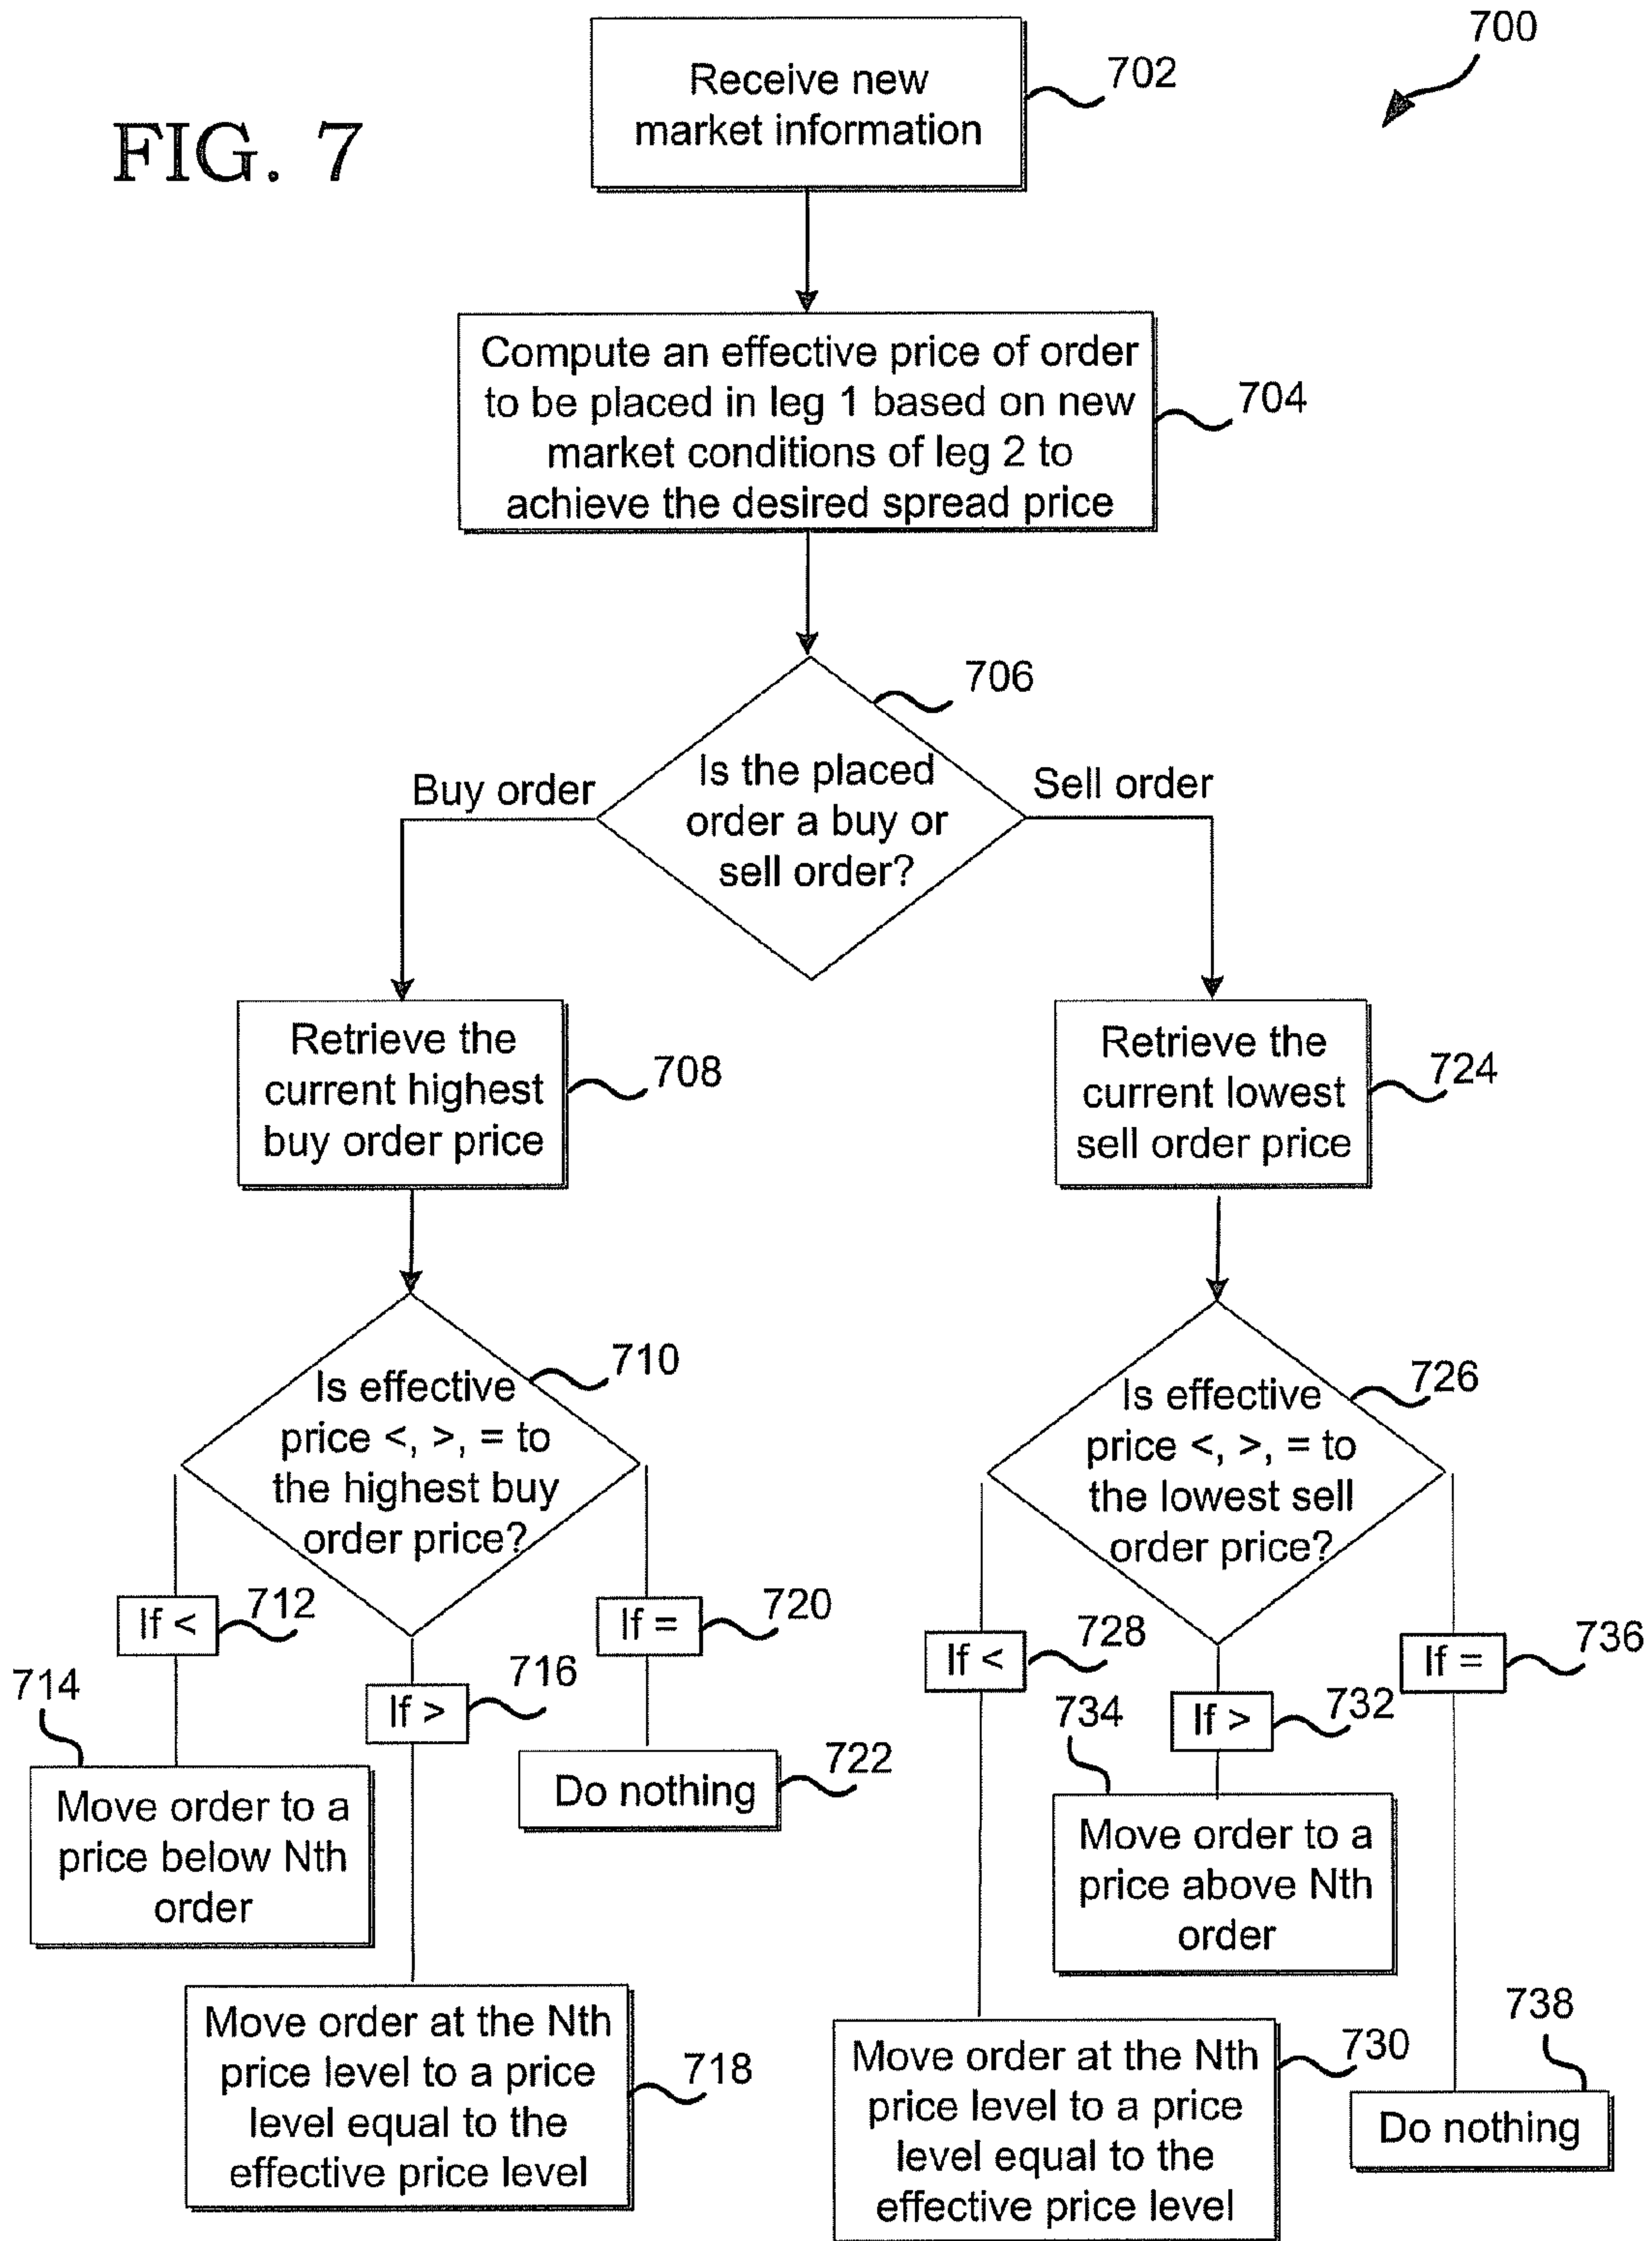 700
FIG. 7
Receive new
market information
702
Compute an effective price of order
to be placed in leg 1 based on new
market conditions of leg 2 to
achieve the desired spread price
704
706
Is the placed
order a buy or
sell order?
Buy order
Sell order
Retrieve the
current highest
buy order price
708
Retrieve the
current lowest
sell order price
724
Is effective
price <, >, = to
the highest buy
order price?
710
Is effective
price <, >, = to
the lowest sell
order price?
726
If <
712
If >
716
If =
720
If <
728
If >
732
If =
736
714
Move order to a
price below Nth
order
Do nothing
722
734
Move order to a
price above Nth
order
Move order at the Nth
price level to a price
level equal to the
effective price level
718
Move order at the Nth
price level to a price
level equal to the
effective price level
730
738
Do nothing